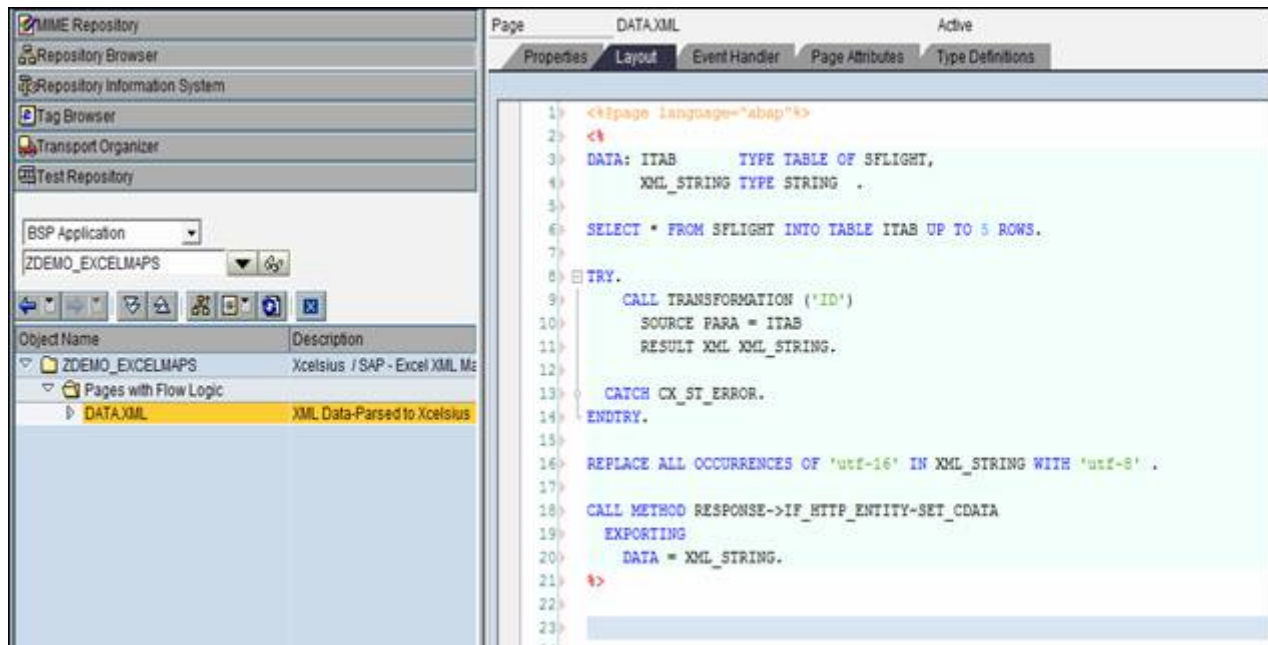 MIME Repository
Repository Browser
Repository Information System
Tag Browser
Transport Organizer
Test Repository
BSP Application
ZDEMO_EXCELMAPS
Object Name Description
ZDEMO_EXCELMAPS Xcelsius / SAP - Excel XML Ma
Pages with Flow Logic
DATA.XML XML Data-Parsed to Xcelsius
Page DATA.XML Active
Properties Layout Event Handler Page Attributes Type Definitions
1 <%@page language="abap"%>
2 <%
3 DATA: ITAB TYPE TABLE OF SFLIGHT,
4 XML_STRING TYPE STRING .
5
6 SELECT * FROM SFLIGHT INTO TABLE ITAB UP TO 5 ROWS.
7
8 TRY.
9 CALL TRANSFORMATION ('ID')
10 SOURCE PARA = ITAB
11 RESULT XML XML_STRING.
12
13 CATCH CX_ST_ERROR.
14 ENDTRY.
15
16 REPLACE ALL OCCURRENCES OF 'utf-16' IN XML_STRING WITH 'utf-8' .
17
18 CALL METHOD RESPONSE->IF_HTTP_ENTITY~SET_CDATA
19 EXPORTING
20 DATA = XML_STRING.
21 %>
22
23